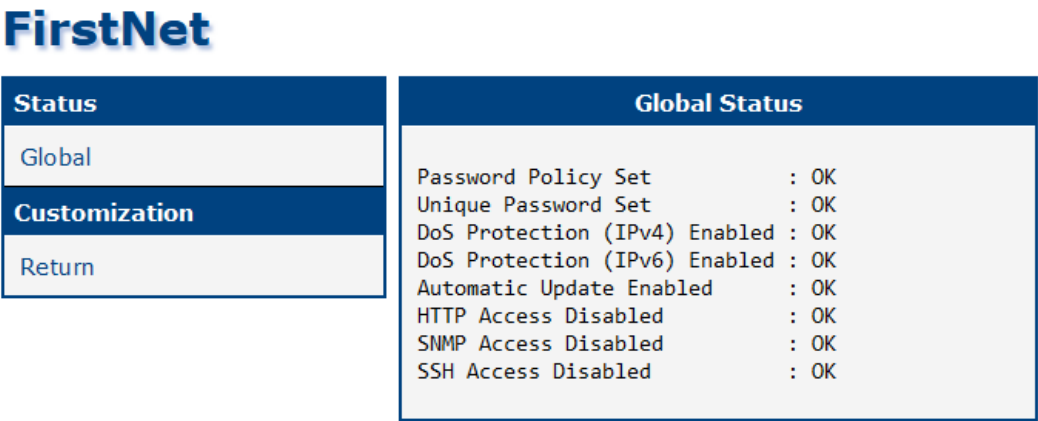 FirstNet
Status
Global
Customization
Return
Global Status
Password Policy Set : OK
Unique Password Set : OK
DoS Protection (IPv4) Enabled : OK
DoS Protection (IPv6) Enabled : OK
Automatic Update Enabled : OK
HTTP Access Disabled : OK
SNMP Access Disabled : OK
SSH Access Disabled : OK